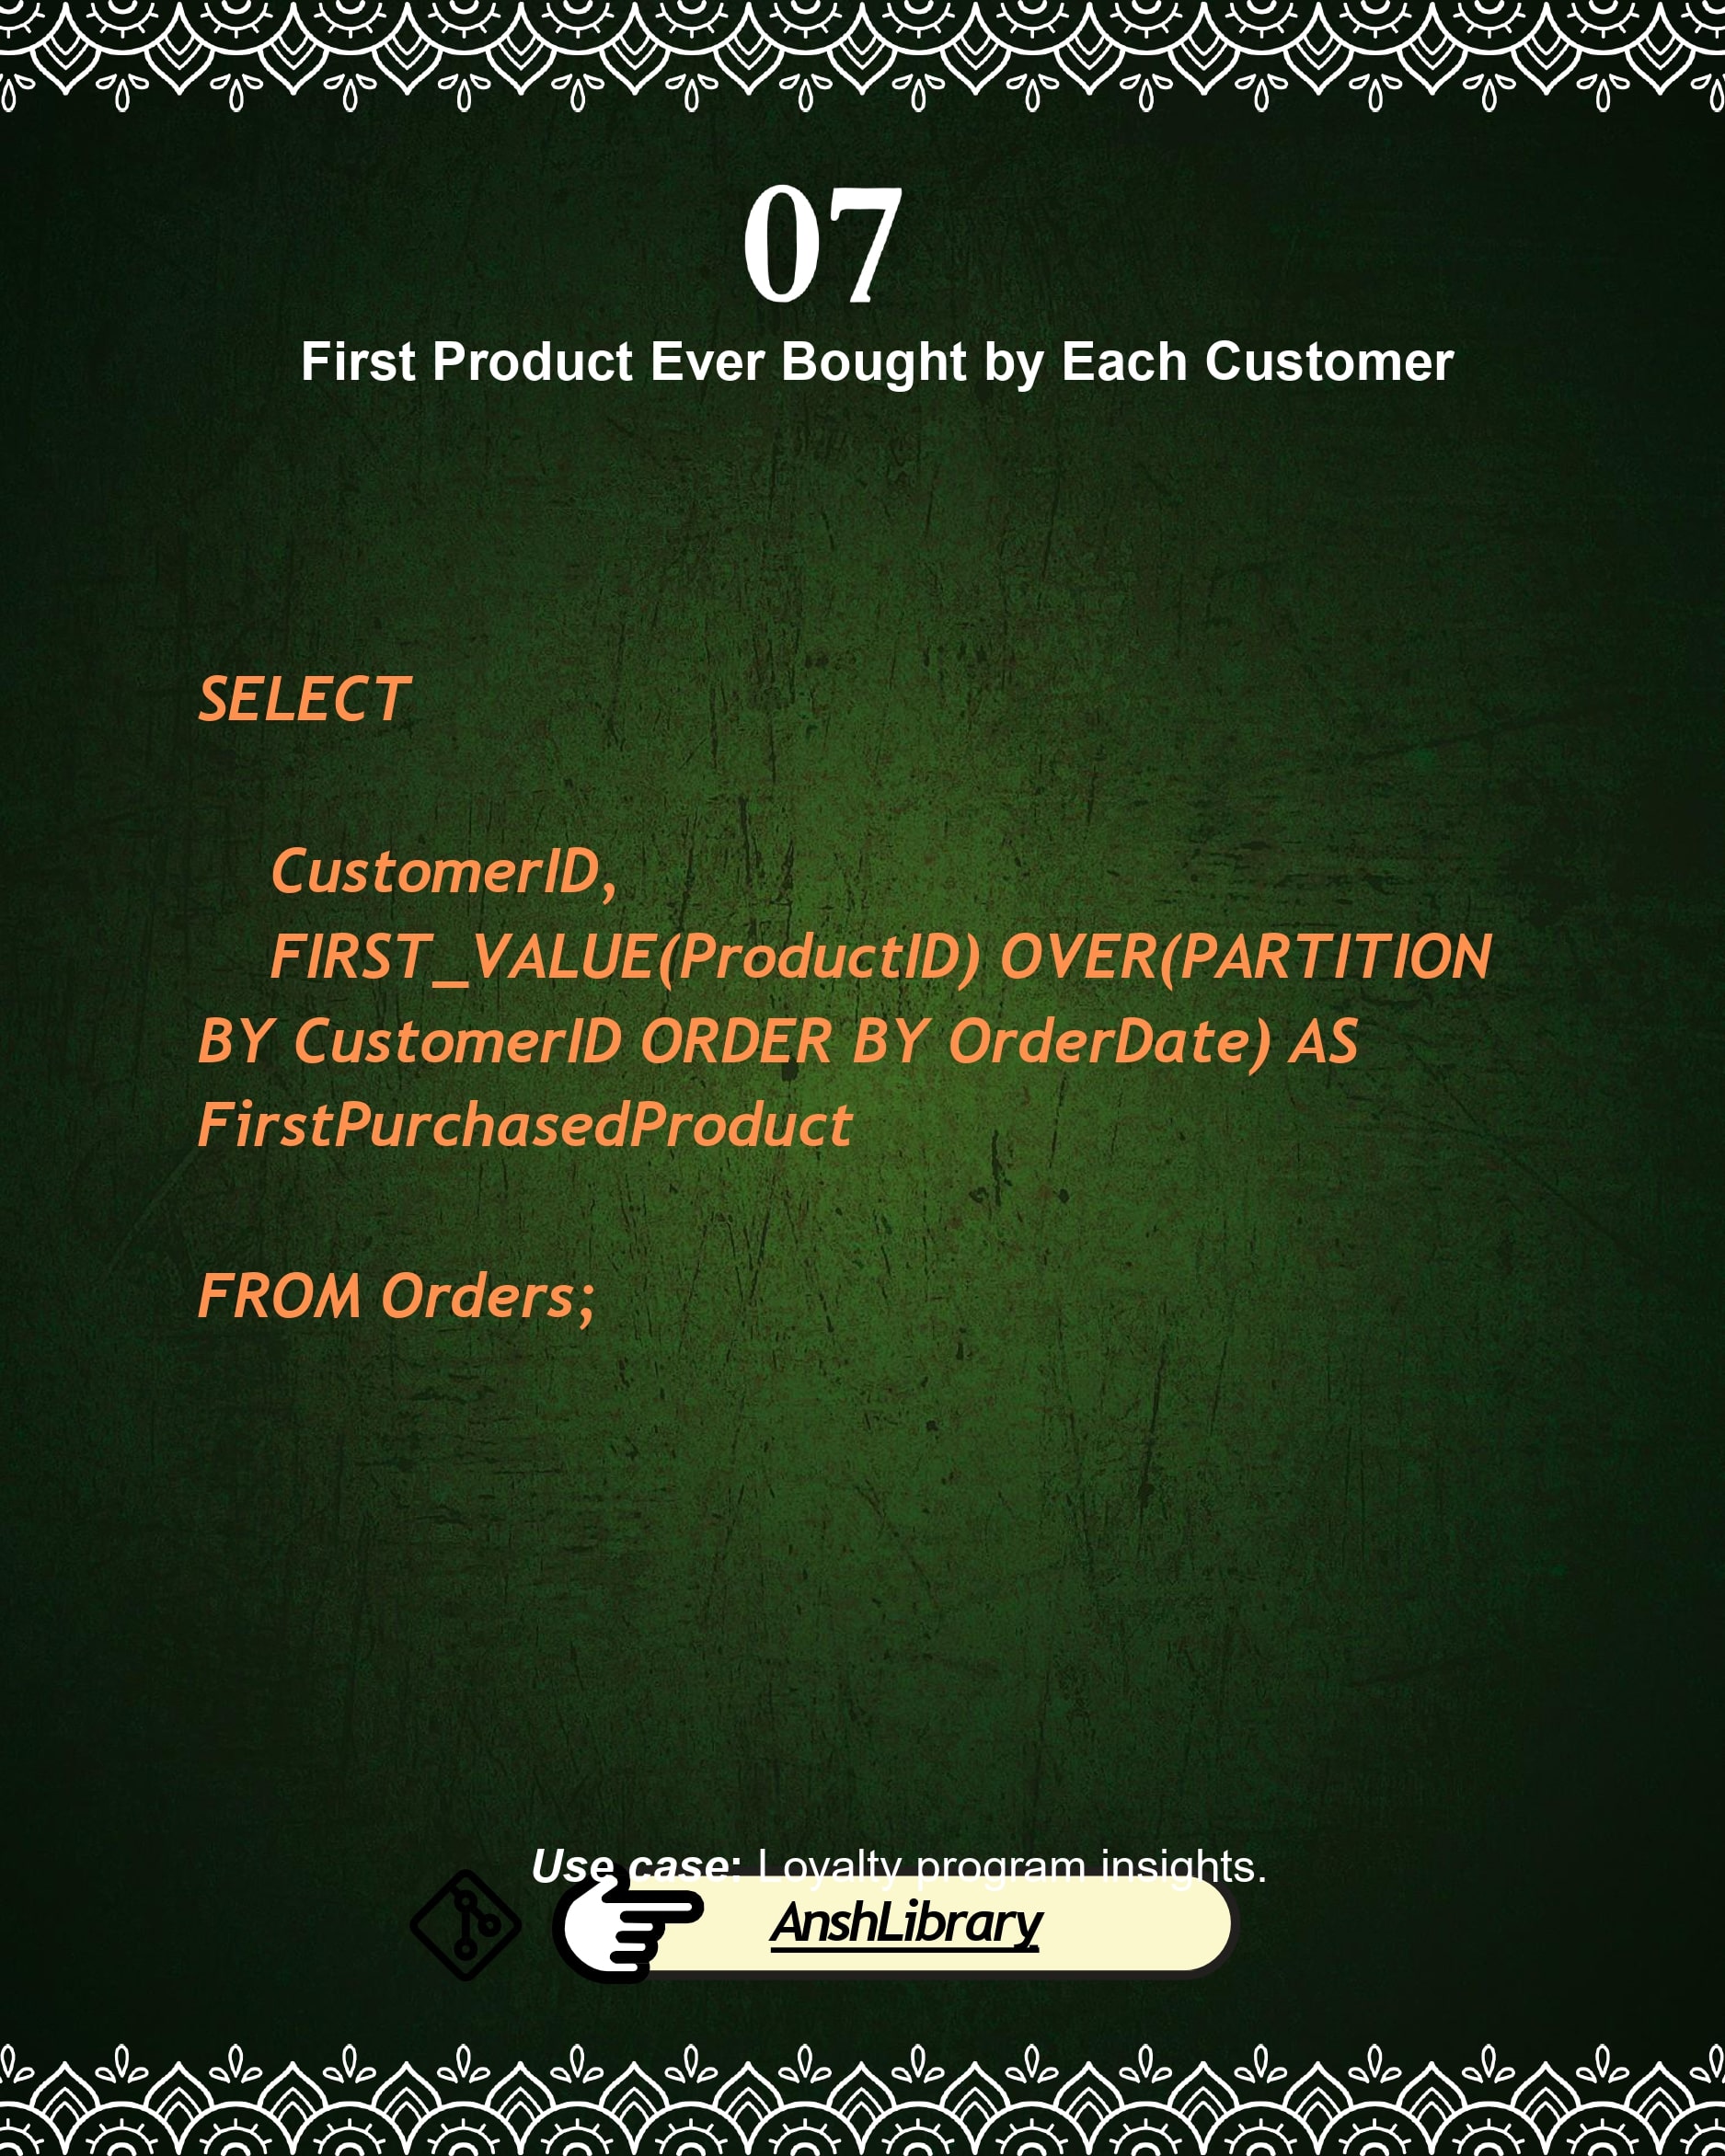 07
First Product Ever Bought by Each Customer
SELECT
CustomerID,
FIRST_VALUE(ProductID) OVER(PARTITION
BY CustomerID ORDER BY OrderDate) AS
FirstPurchasedProduct
FROM Orders;
Use case: Loyalty program insights.
AnshLibrary